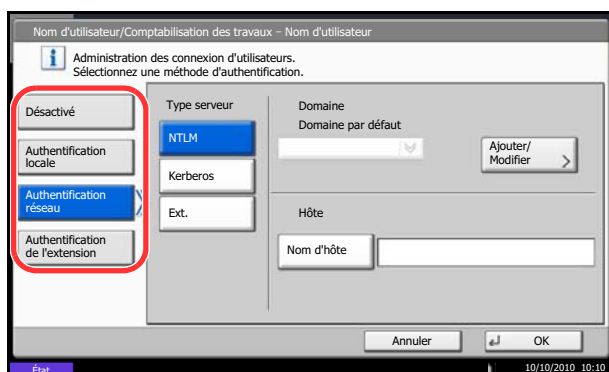 Nom d'utilisateur/Comptabilisation des travaux – Nom d'utilisateur
Administration des connexion d'utilisateurs.
Sélectionnez une méthode d'authentification.
Désactivé
Authentification
locale
Authentification
réseau
Authentification
de l'extension
Type serveur
NTLM
Kerberos
Ext.
Domaine
Domaine par défaut
Ajouter/
Modifier
Hôte
Nom d'hôte
Annuler
OK
État
10/10/2010 10:10